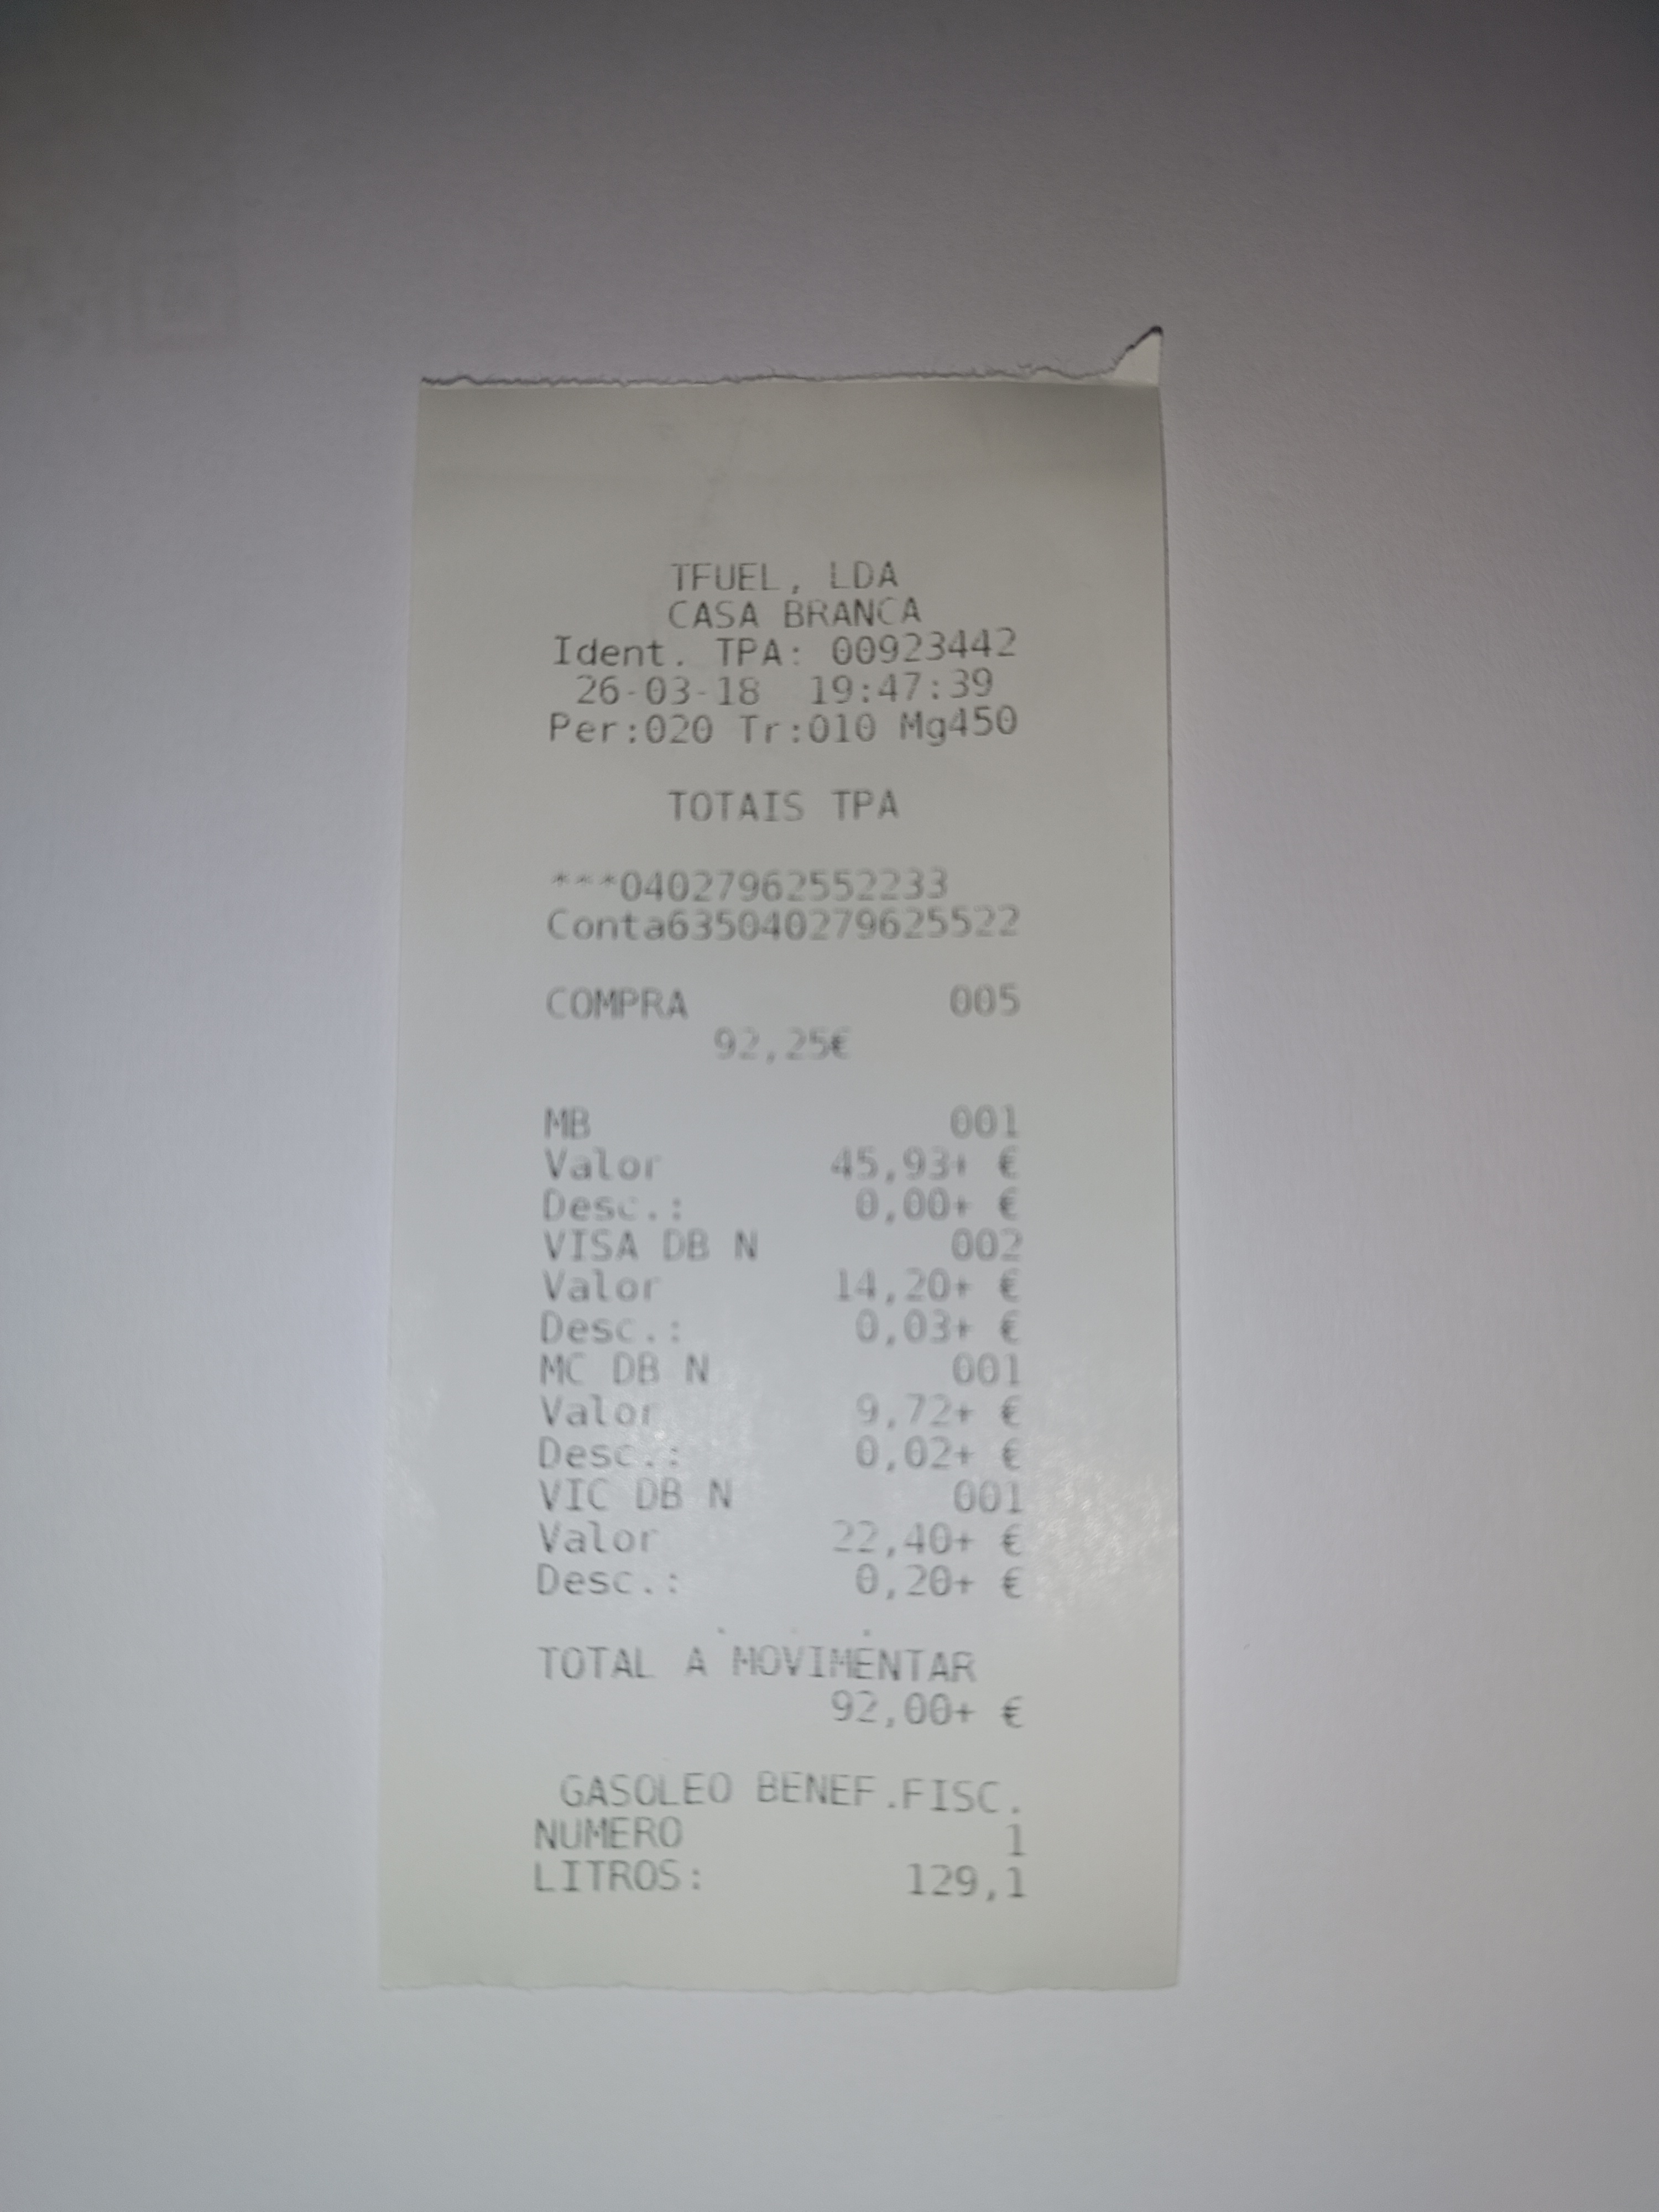 TFUEL, LDA
CASA BRANCA
Ident. TPA: 00923442
26-03-18 19:47:39
Per:020 Tr:010 Mg450
TOTAIS TPA
***04027962552233
Conta635040279625522
COMPRA 005
92,25€
MB 001
Valor 45,93+ €
Desc.: 0,00+ €
VISA DB N 002
Valor 14,20+ €
Desc.: 0,03+ €
MC DB N 001
Valor 9,72+ €
Desc.: 0,02+ €
VIC DB N 001
Valor 22,40+ €
Desc.: 0,20+ €
TOTAL A MOVIMENTAR
92,00+ €
GASOLEO BENEF.FISC.
NUMERO 1
LITROS: 129,1